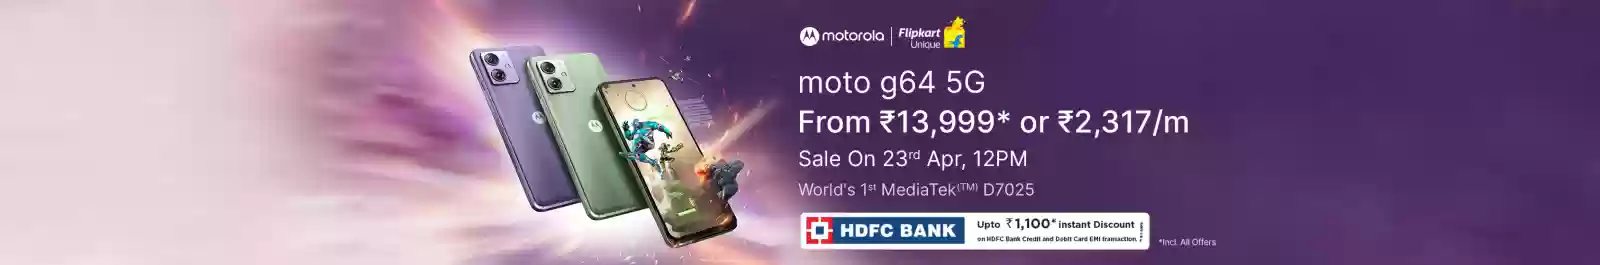 motorola | Flipkart
Unique
moto g64 5G
From ₹13,999* or ₹2,317/m
Sale On 23rd Apr, 12PM
World's 1st MediaTek(TM) D7025
HDFC BANK
Upto ₹1,100* instant Discount
on HDFC Bank Credit and Debit Card EMI transaction.
*Incl. All Offers